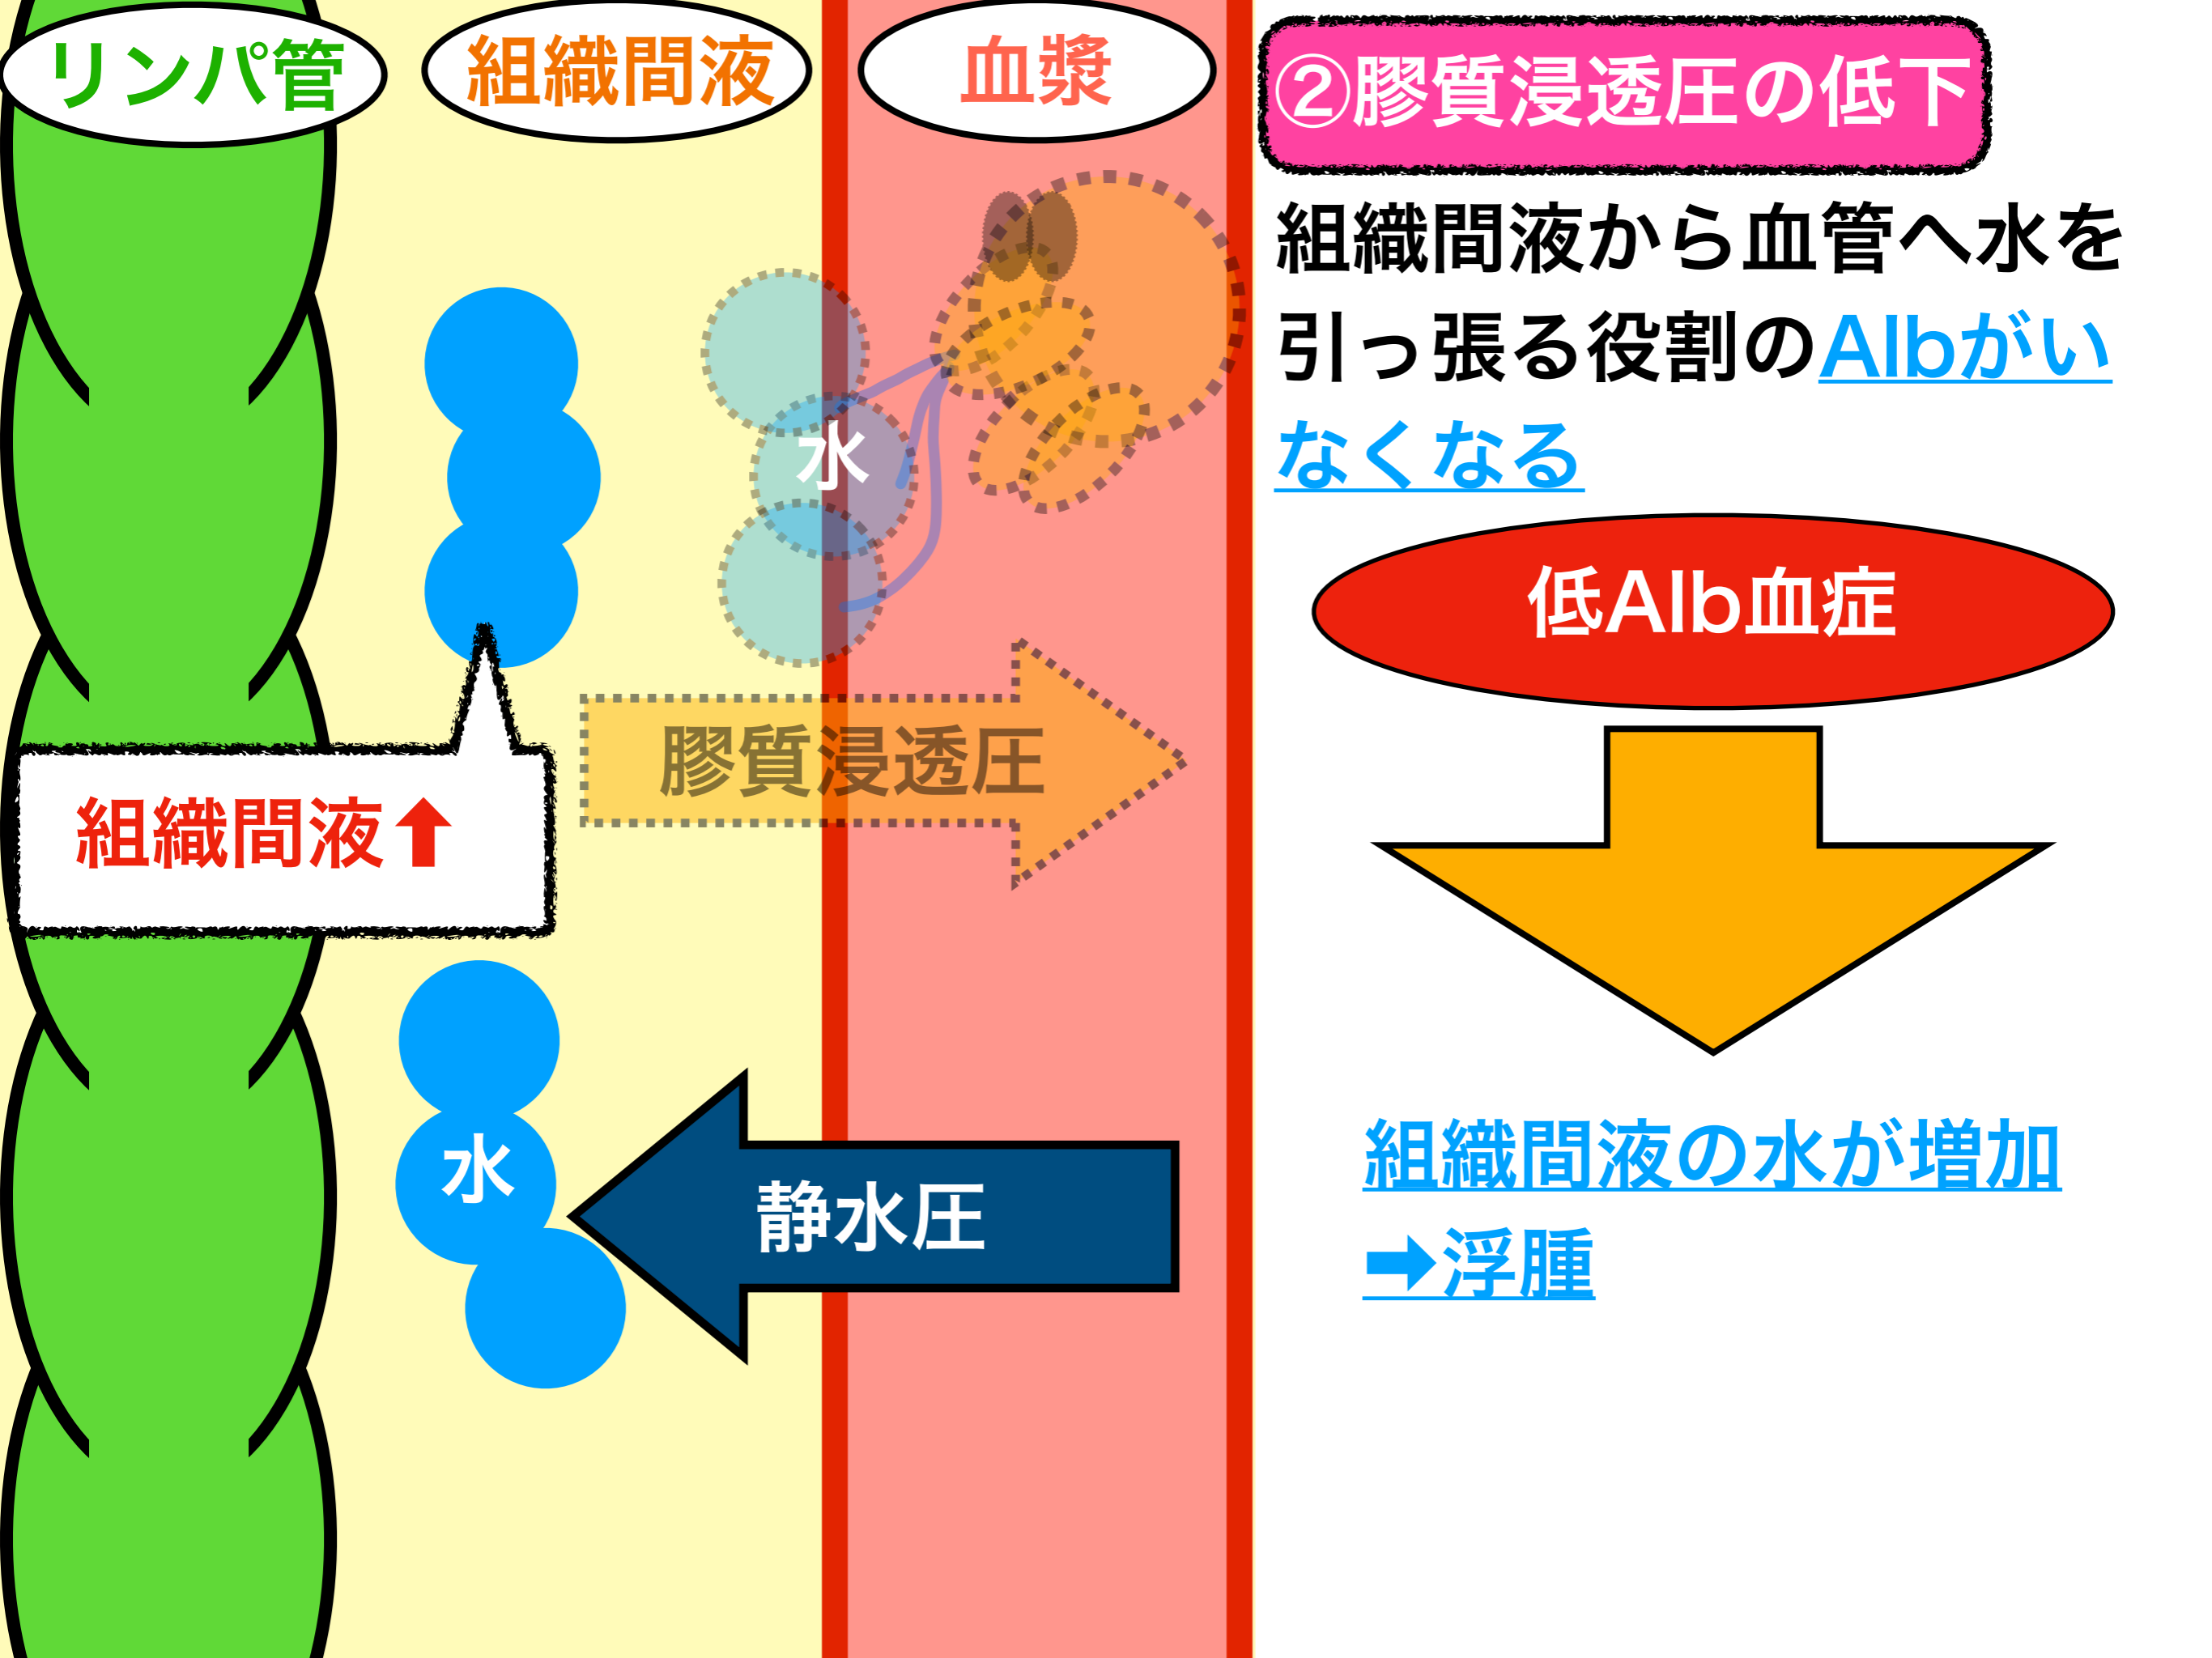 リンパ管
組織間液
血漿
水
膠質浸透圧
組織間液⬆
水
静水圧
②膠質浸透圧の低下
組織間液から血管へ水を
引っ張る役割のAlbがい
なくなる
低Alb血症
組織間液の水が増加
➡浮腫